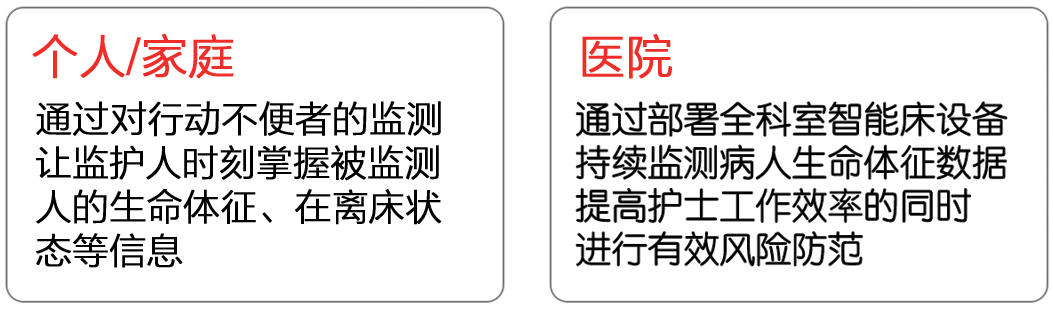 个人/家庭
通过对行动不便者的监测
让监护人时刻掌握被监测
人的生命体征、在离床状
态等信息
医院
通过部署全科室智能床设备
持续监测病人生命体征数据
提高护士工作效率的同时
进行有效风险防范